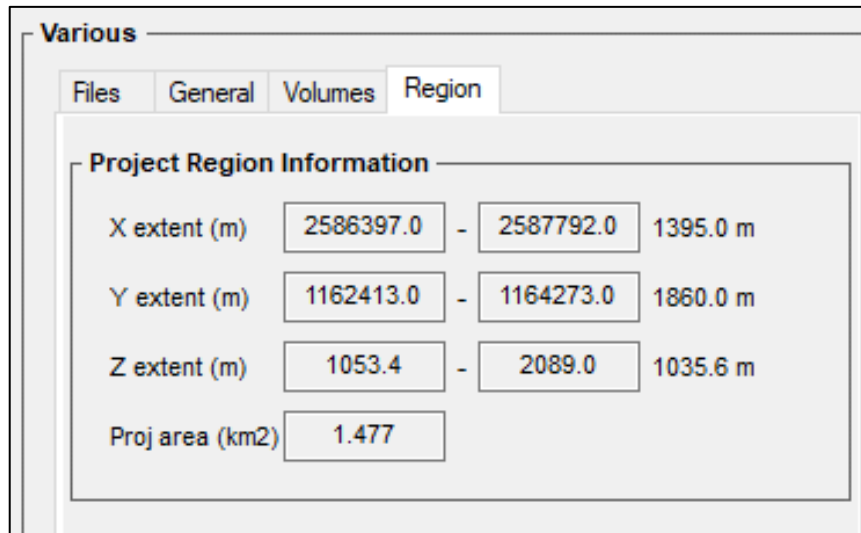 Various
Files General Volumes Region
Project Region Information
X extent (m) 2586397.0 - 2587792.0 1395.0 m
Y extent (m) 1162413.0 - 1164273.0 1860.0 m
Z extent (m) 1053.4 - 2089.0 1035.6 m
Proj area (km2) 1.477